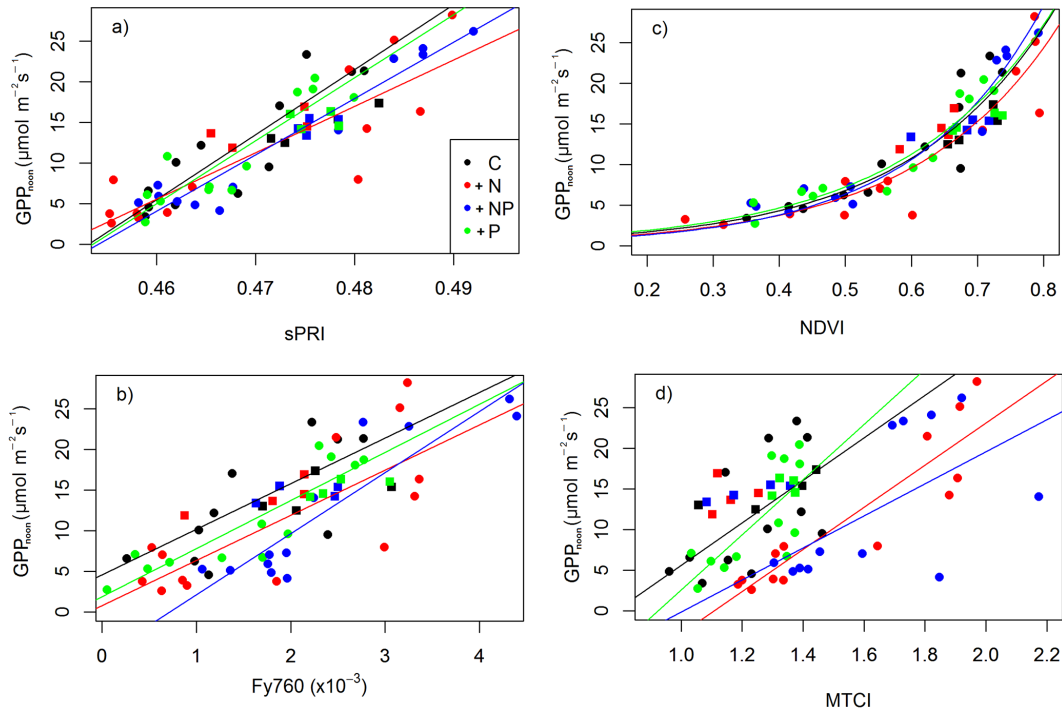 a)
GPPnoon (μmol m−2 s−1)
0 5 10 15 20 25
0.46 0.47 0.48 0.49
sPRI
C
+ N
+ NP
+ P
c)
GPPnoon (μmol m−2 s−1)
0 5 10 15 20 25
0.2 0.3 0.4 0.5 0.6 0.7 0.8
NDVI
b)
GPPnoon (μmol m−2 s−1)
0 5 10 15 20 25
0 1 2 3 4
Fy760 (x10−3)
d)
GPPnoon (μmol m−2 s−1)
0 5 10 15 20 25
1.0 1.2 1.4 1.6 1.8 2.0 2.2
MTCI